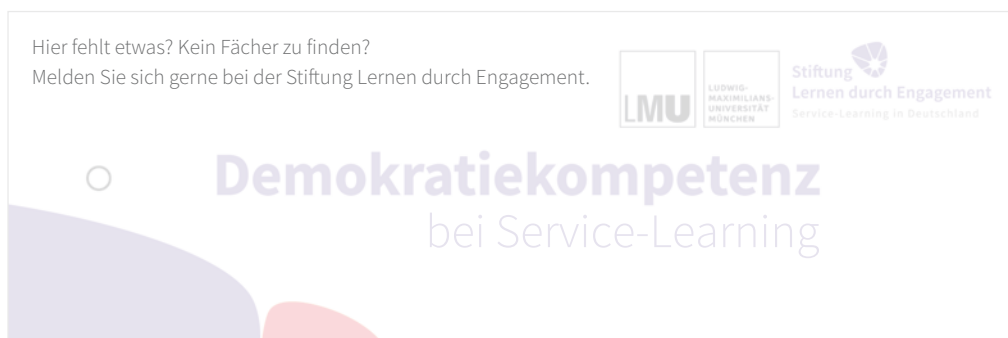 Hier fehlt etwas? Kein Fächer zu finden?
Melden Sie sich gerne bei der Stiftung Lernen durch Engagement.
LMU
LUDWIG-
MAXIMILIANS-
UNIVERSITÄT
MÜNCHEN
Stiftung
Lernen durch Engagement
Service-Learning in Deutschland
Demokratiekompetenz
bei Service-Learning